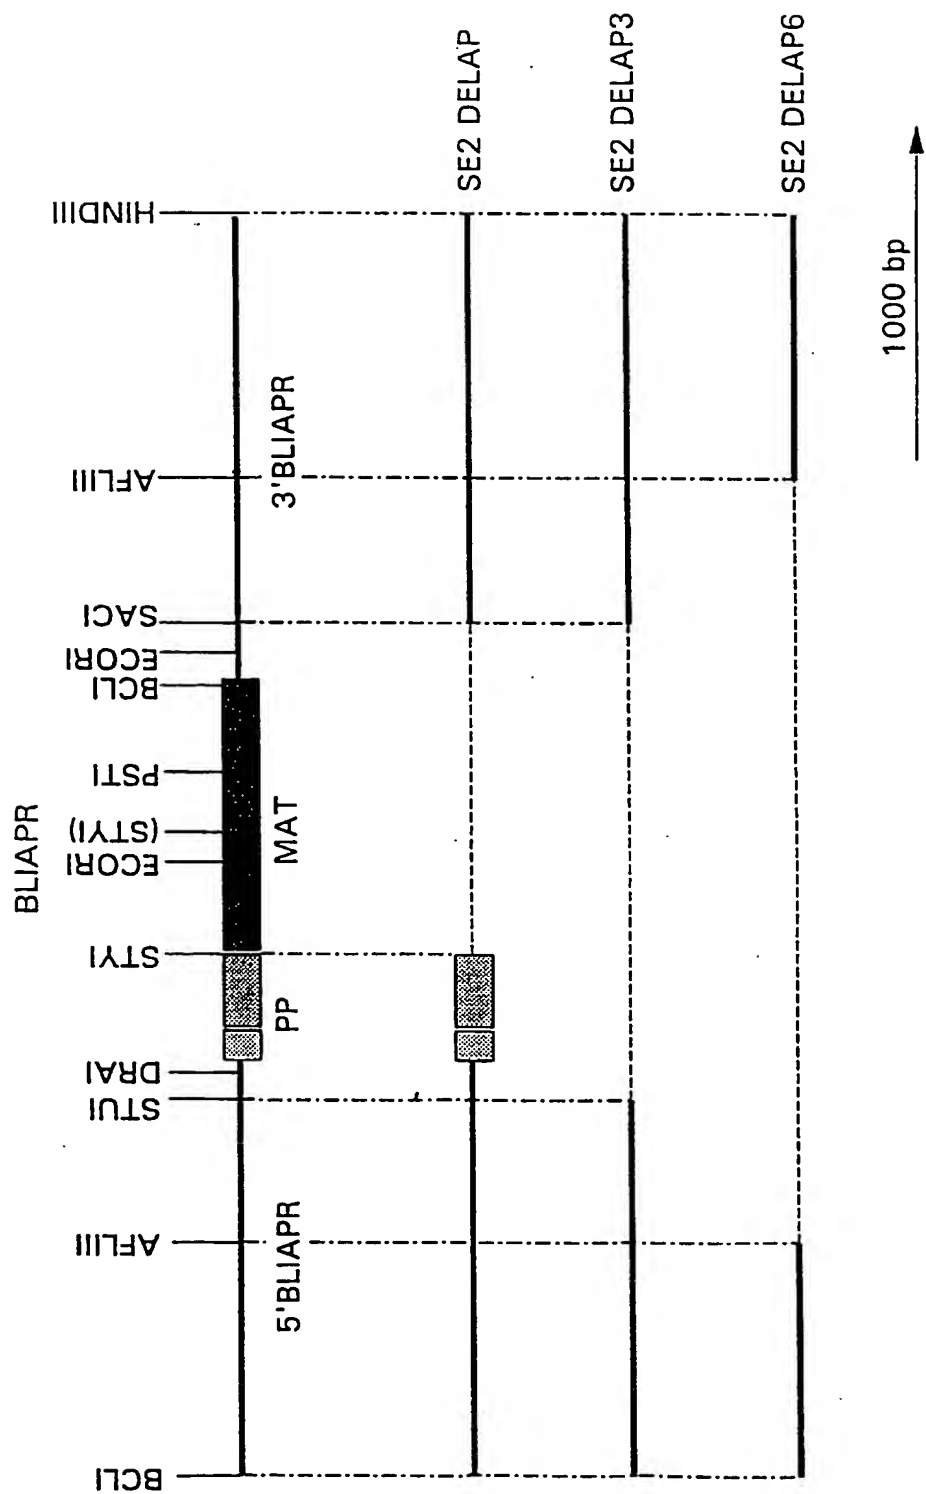 BLIAPR
BCLI
AFLIII
STUI
DRAI
STYI
ECORI
(STYI)
PSTI
BCLI
ECORI
SACI
AFLIII
HINDIII
5'BLIAPR
PP
MAT
3'BLIAPR
SE2 DELAP
SE2 DELAP3
SE2 DELAP6
1000 bp